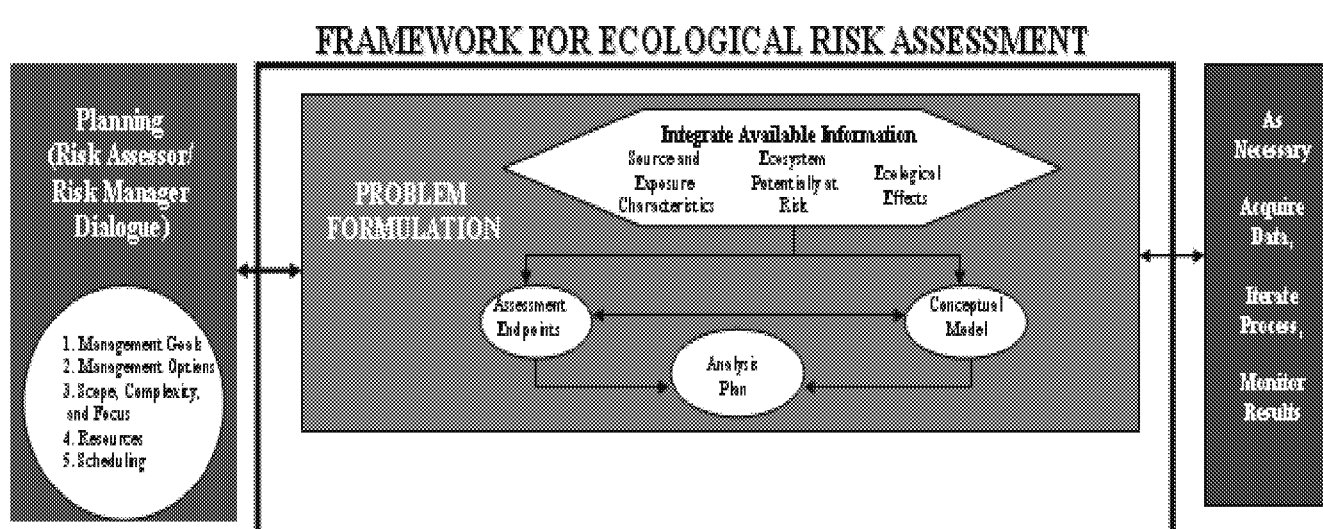 FRAMEWORK FOR ECOLOGICAL RISK ASSESSMENT
Planning
(Risk Assessor/
Risk Manager
Dialogue)
1. Management Goals
2. Management Options
3. Scope, Complexity,
and Focus
4. Resources
5. Scheduling
PROBLEM
FORMULATION
Integrate Available Information
Source and
Exposure
Characteristics
Ecosystem
Potentially at
Risk
Ecological
Effects
Assessment
Endpoints
Conceptual
Model
Analysis
Plan
As
Necessary
Acquire
Data,
Iterate
Process,
Monitor
Results